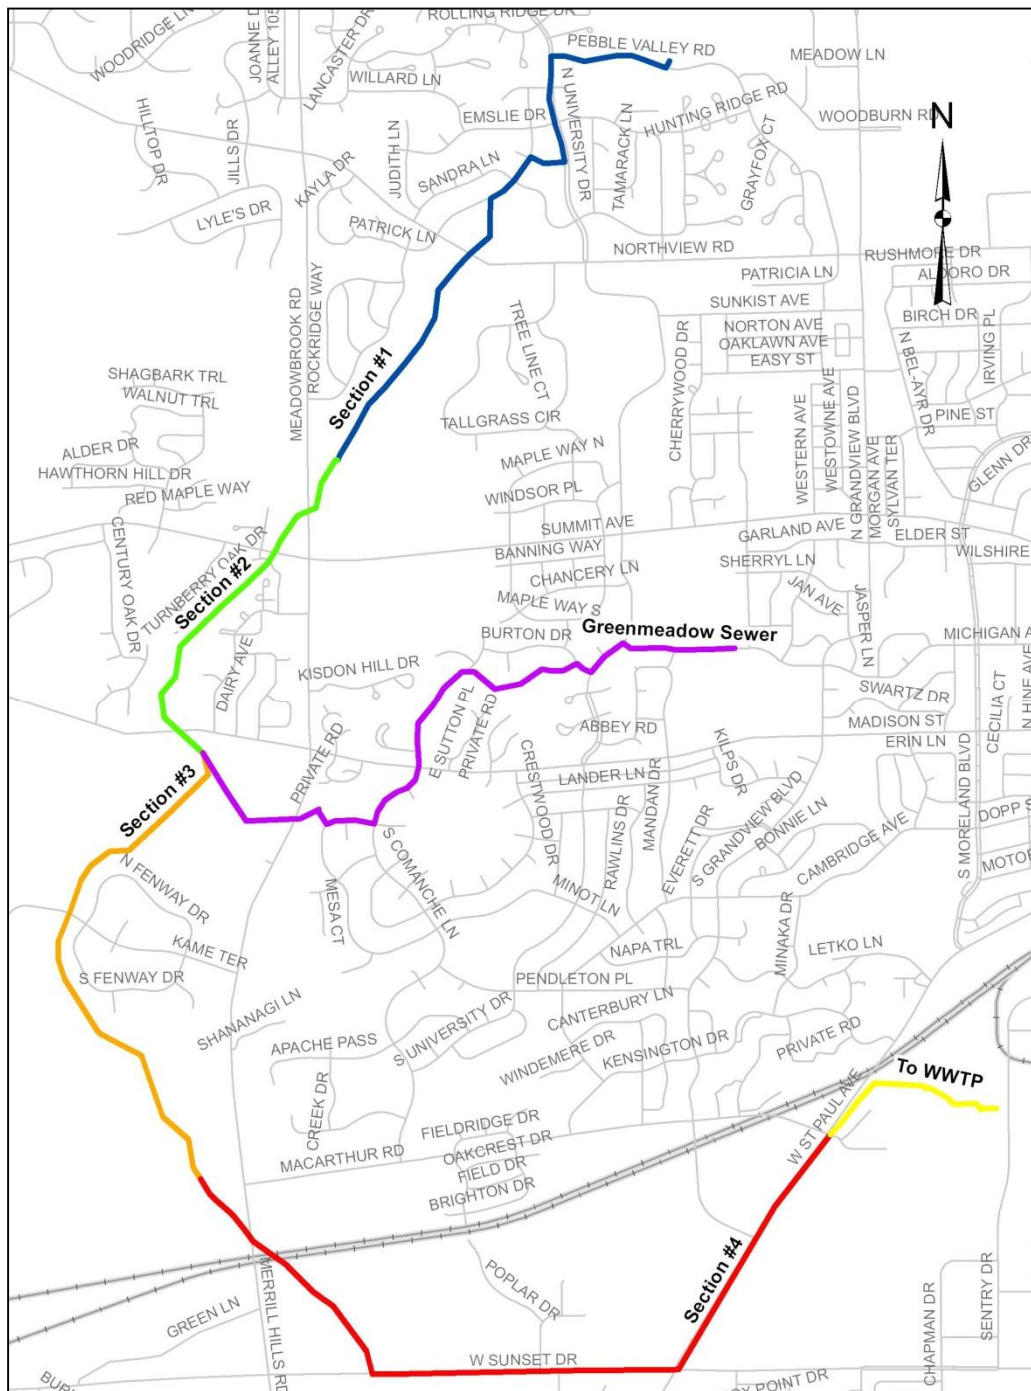 ROLLING RIDGE DR
WOODRIDGE LN
LANCASTER DR
PEBBLE VALLEY RD
MEADOW LN
WILLARD LN
N UNIVERSITY DR
HILLTOP DR
JILLS DR
JUDITH LN
EMSLIE DR
TAMARACK LN
HUNTING RIDGE RD
WOODBURN RD
N
GRAYFOX CT
KAYLA DR
SANDRA LN
LYLE'S DR
PATRICK LN
NORTHVIEW RD
RUSHMORE DR
PATRICIA LN
ALDORO DR
SUNKIST AVE
BIRCH DR
MEADOWBROOK RD
ROCKRIDGE WAY
TREE LINE CT
NORTON AVE
OAKLAWN AVE
EASY ST
N BEL-AYR DR
IRVING PL
Section #1
CHERRYWOOD DR
SHAGBARK TRL
WALNUT TRL
TALLGRASS CIR
WESTERN AVE
WESTOWNE AVE
N GRANDVIEW BLVD
MORGAN AVE
SYLVAN TER
PINE ST
ALDER DR
MAPLE WAY N
GLENN DR
HAWTHORN HILL DR
RED MAPLE WAY
WINDSOR PL
CENTURY OAK DR
TURNBERRY OAK DR
SUMMIT AVE
GARLAND AVE
ELDER ST
BANNING WAY
WILSHIRE
Section #2
CHANCERY LN
SHERRYL LN
JAN AVE
JASPER LN
MAPLE WAY S
BURTON DR
Greenmeadow Sewer
MICHIGAN A
DAIRY AVE
KISDON HILL DR
SWARTZ DR
CECILIA CT
N HINE AVE
E SUTTON PL
PRIVATE RD
ABBEY RD
MADISON ST
ERIN LN
PRIVATE RD
CRESTWOOD DR
LANDER LN
KILPS DR
S MORELAND BLVD
Section #3
MANDAN DR
S GRANDVIEW BLVD
BONNIE LN
DOPP S
RAWLINS DR
EVERETT DR
CAMBRIDGE AVE
MOTOR
N FENWAY DR
S COMANCHE LN
MESA CT
MINOT LN
MINAKA DR
KAME TER
NAPA TRL
LETKO LN
S FENWAY DR
PENDLETON PL
SHANANAGI LN
S UNIVERSITY DR
CANTERBURY LN
APACHE PASS
WINDEMERE DR
KENSINGTON DR
PRIVATE RD
To WWTP
CREEK DR
W ST PAUL AVE
FIELDRIDGE DR
OAKCREST DR
MACARTHUR RD
FIELD DR
BRIGHTON DR
Section #4
POPLAR DR
MERRILL HILLS RD
GREEN LN
CHAPMAN DR
SENTRY DR
W SUNSET DR
POINT DR